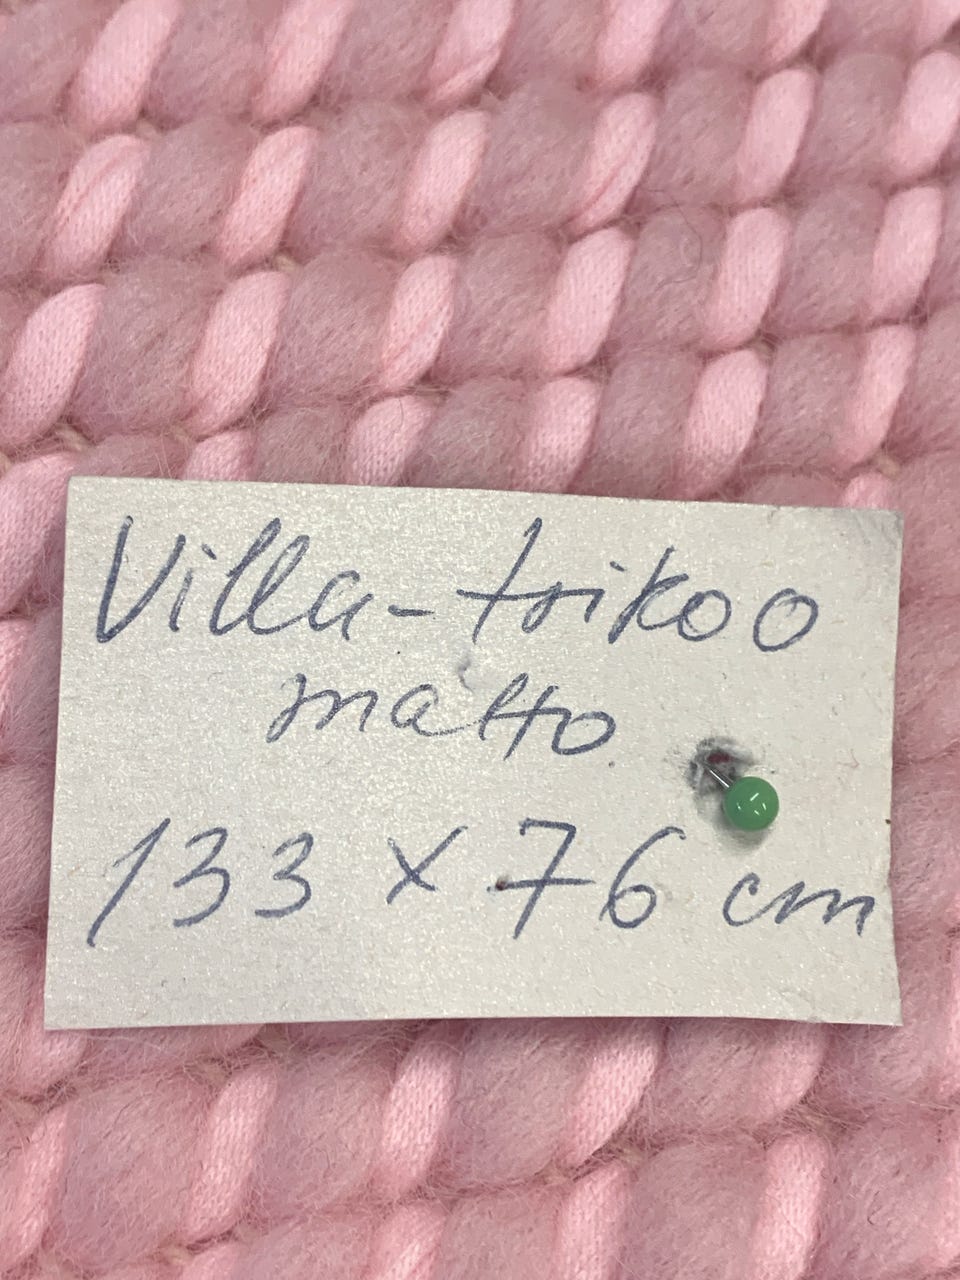 Villa-trikoo
matto
133 x 76 cm